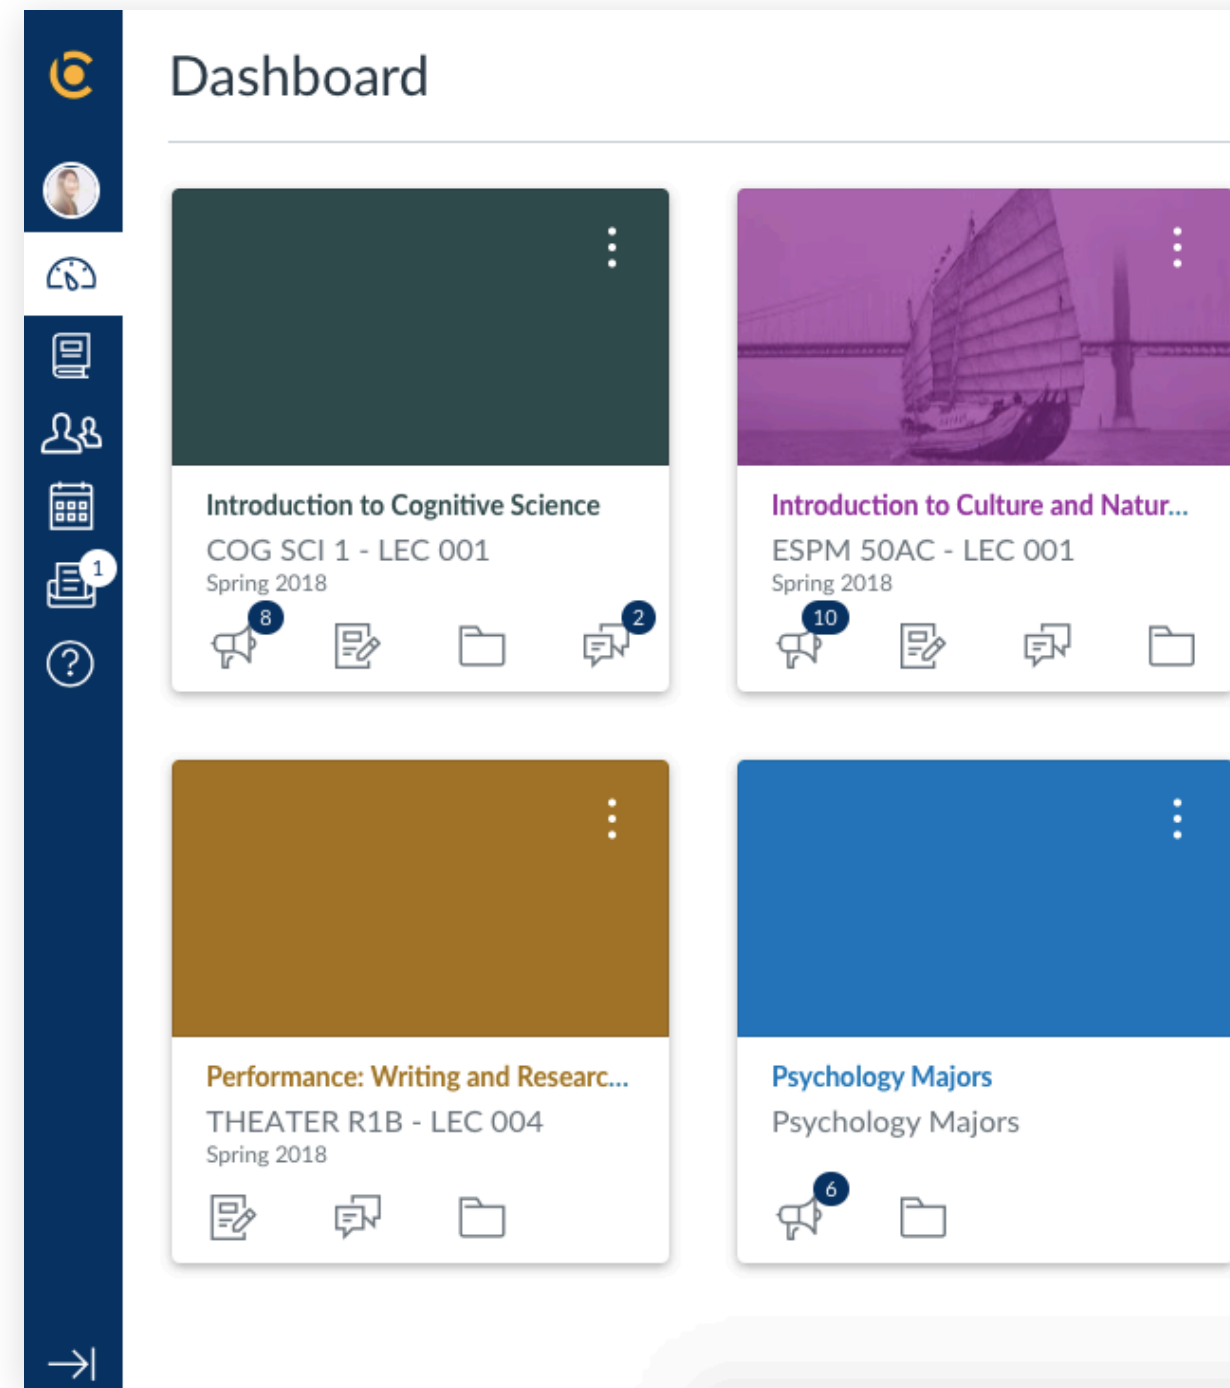 Dashboard
Introduction to Cognitive Science
COG SCI 1 - LEC 001
Spring 2018
8
2
Introduction to Culture and Natur...
ESPM 50AC - LEC 001
Spring 2018
10
1
Performance: Writing and Researc...
THEATER R1B - LEC 004
Spring 2018
Psychology Majors
Psychology Majors
6